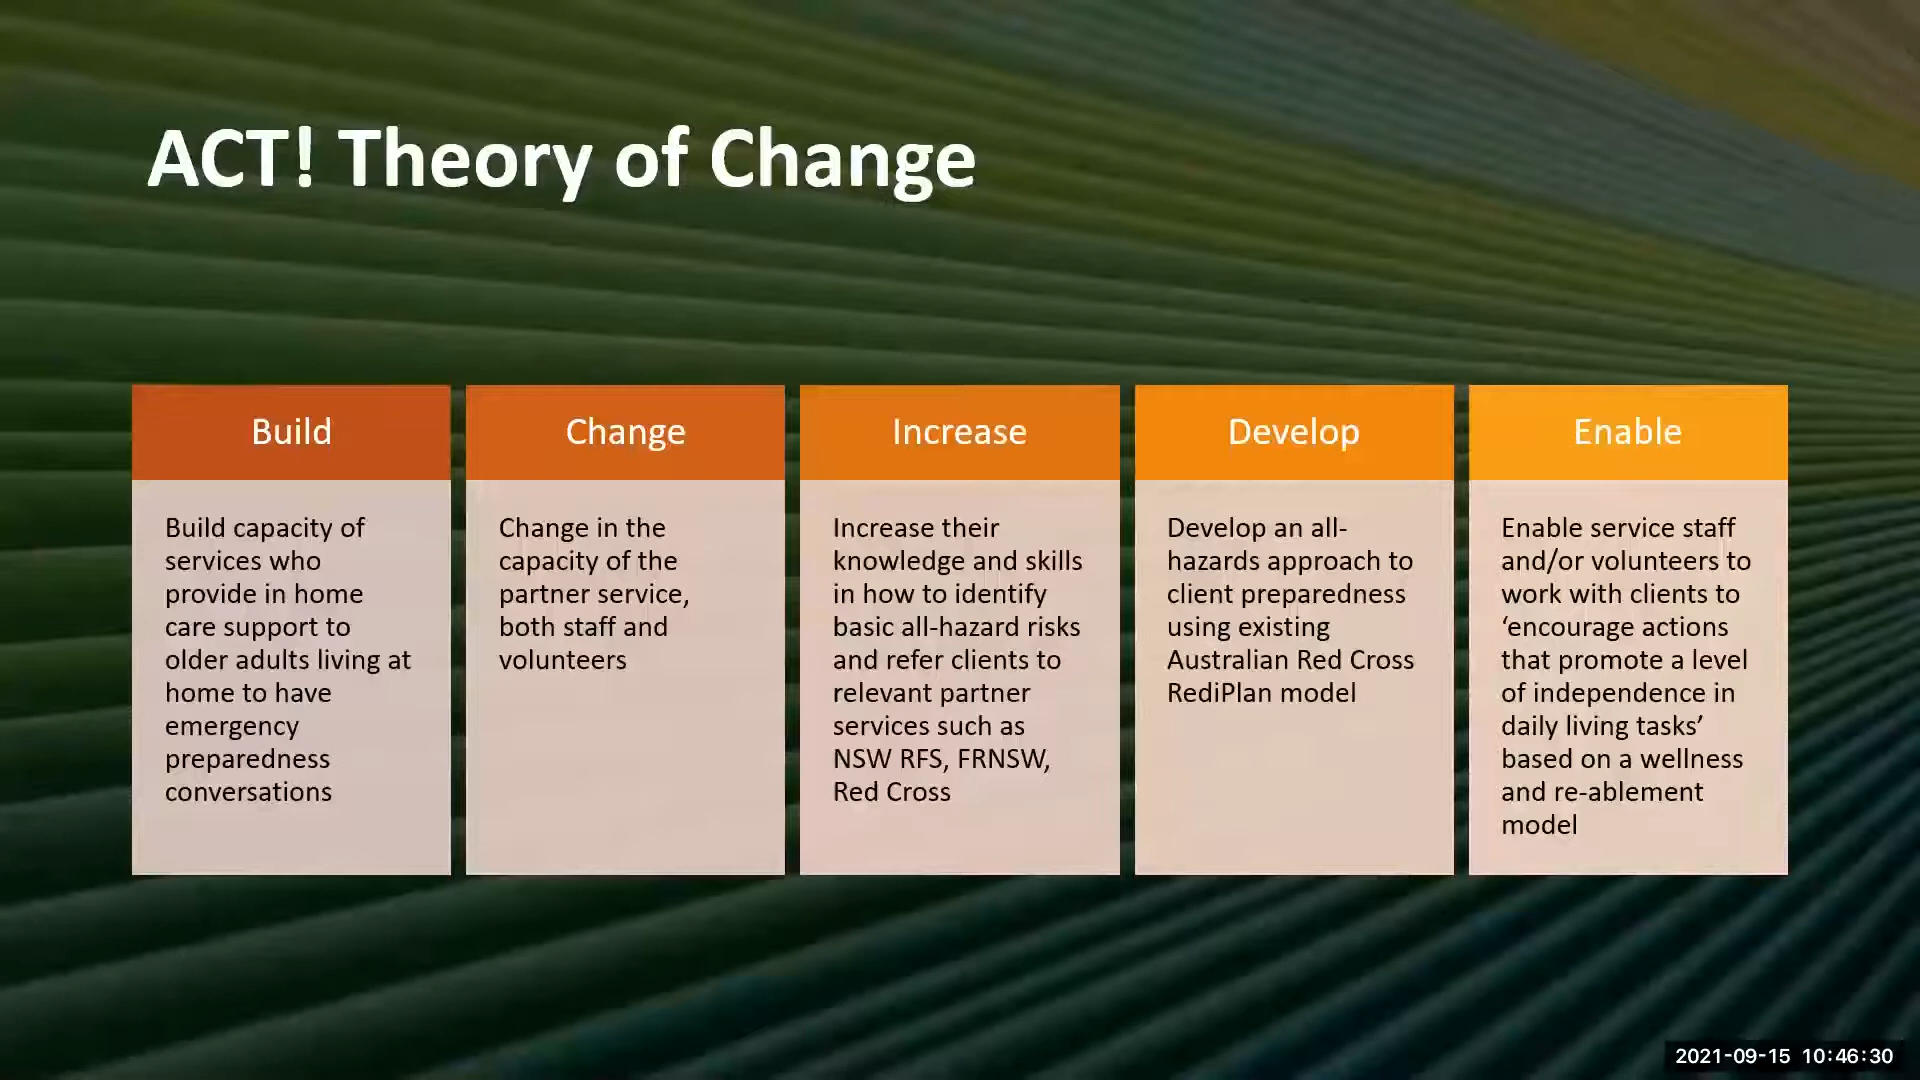 ACT! Theory of Change
Build
Build capacity of
services who
provide in home
care support to
older adults living at
home to have
emergency
preparedness
conversations
Change
Change in the
capacity of the
partner service,
both staff and
volunteers
Increase
Increase their
knowledge and skills
in how to identify
basic all-hazard risks
and refer clients to
relevant partner
services such as
NSW RFS, FRNSW,
Red Cross
Develop
Develop an all-
hazards approach to
client preparedness
using existing
Australian Red Cross
RediPlan model
Enable
Enable service staff
and/or volunteers to
work with clients to
‘encourage actions
that promote a level
of independence in
daily living tasks’
based on a wellness
and re-ablement
model
2021-09-15 10:46:30